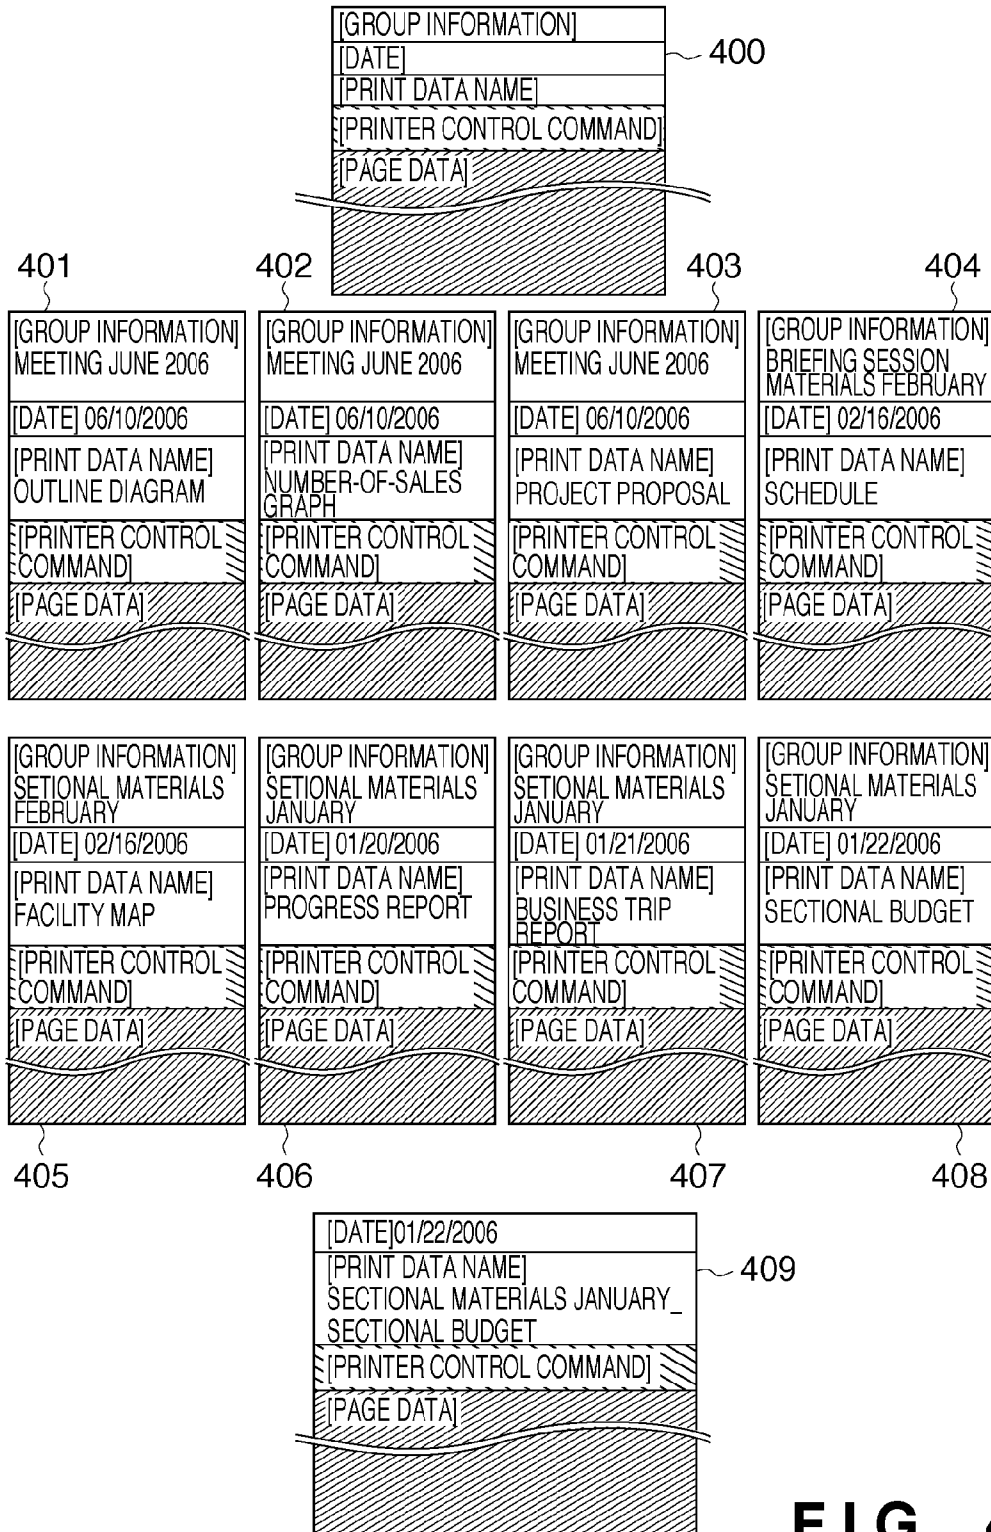 [GROUP INFORMATION]
[DATE]
[PRINT DATA NAME]
[PRINTER CONTROL COMMAND]
[PAGE DATA]
400
401
402
403
404
[GROUP INFORMATION]
MEETING JUNE 2006
[DATE] 06/10/2006
[PRINT DATA NAME]
OUTLINE DIAGRAM
[PRINTER CONTROL
COMMAND]
[PAGE DATA]
[GROUP INFORMATION]
MEETING JUNE 2006
[DATE] 06/10/2006
[PRINT DATA NAME]
NUMBER-OF-SALES
GRAPH
[PRINTER CONTROL
COMMAND]
[PAGE DATA]
[GROUP INFORMATION]
MEETING JUNE 2006
[DATE] 06/10/2006
[PRINT DATA NAME]
PROJECT PROPOSAL
[PRINTER CONTROL
COMMAND]
[PAGE DATA]
[GROUP INFORMATION]
BRIEFING SESSION
MATERIALS FEBRUARY
[DATE] 02/16/2006
[PRINT DATA NAME]
SCHEDULE
[PRINTER CONTROL
COMMAND]
[PAGE DATA]
[GROUP INFORMATION]
SETIONAL MATERIALS
FEBRUARY
[DATE] 02/16/2006
[PRINT DATA NAME]
FACILITY MAP
[PRINTER CONTROL
COMMAND]
[PAGE DATA]
[GROUP INFORMATION]
SETIONAL MATERIALS
JANUARY
[DATE] 01/20/2006
[PRINT DATA NAME]
PROGRESS REPORT
[PRINTER CONTROL
COMMAND]
[PAGE DATA]
[GROUP INFORMATION]
SETIONAL MATERIALS
JANUARY
[DATE] 01/21/2006
[PRINT DATA NAME]
BUSINESS TRIP
REPORT
[PRINTER CONTROL
COMMAND]
[PAGE DATA]
[GROUP INFORMATION]
SETIONAL MATERIALS
JANUARY
[DATE] 01/22/2006
[PRINT DATA NAME]
SECTIONAL BUDGET
[PRINTER CONTROL
COMMAND]
[PAGE DATA]
405
406
407
408
[DATE]01/22/2006
[PRINT DATA NAME]
SECTIONAL MATERIALS JANUARY_
SECTIONAL BUDGET
[PRINTER CONTROL COMMAND]
[PAGE DATA]
409
FIG.